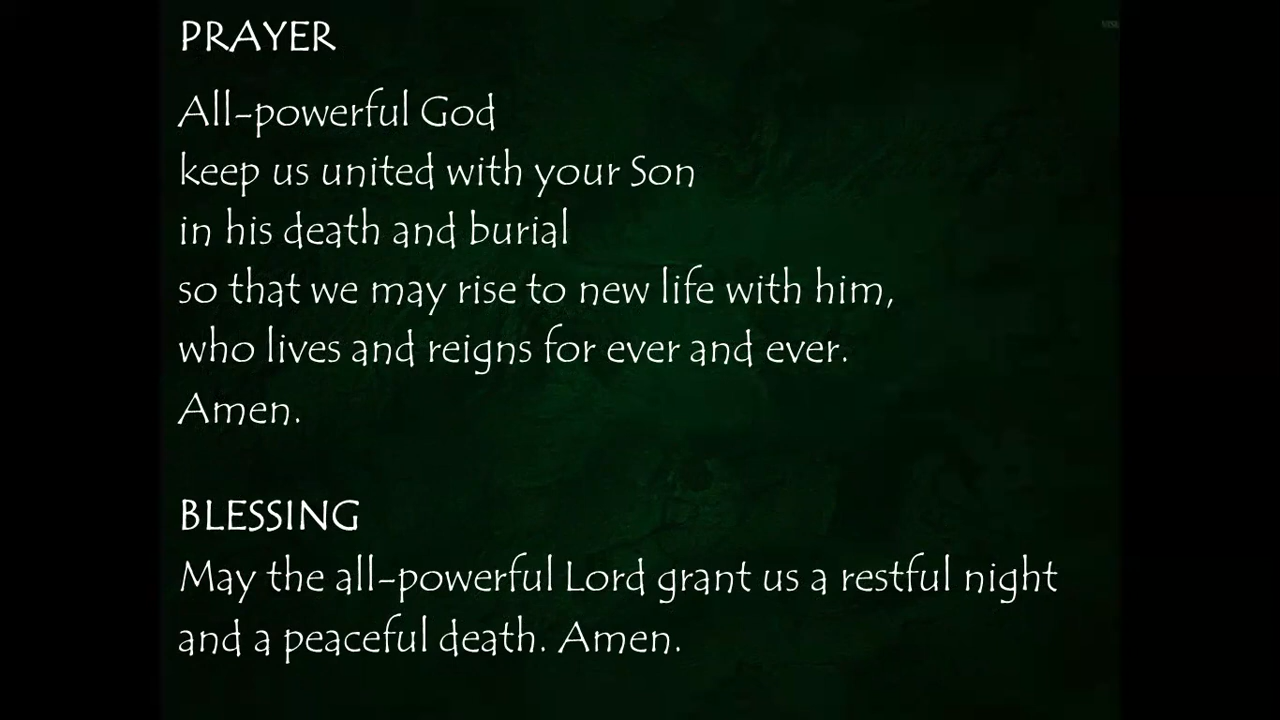 PRAYER
All-powerful God
keep us united with your Son
in his death and burial
so that we may rise to new life with him,
who lives and reigns for ever and ever.
Amen.
BLESSING
May the all-powerful Lord grant us a restful night
and a peaceful death. Amen.